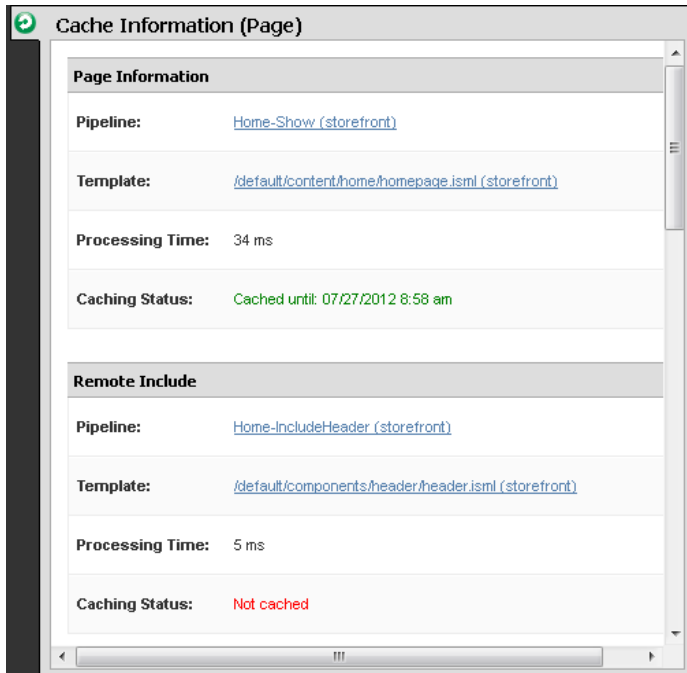 Cache Information (Page)
Page Information
Pipeline: Home-Show (storefront)
Template: /default/content/home/homepage.isml (storefront)
Processing Time: 34 ms
Caching Status: Cached until: 07/27/2012 8:58 am
Remote Include
Pipeline: Home-IncludeHeader (storefront)
Template: /default/components/header/header.isml (storefront)
Processing Time: 5 ms
Caching Status: Not cached